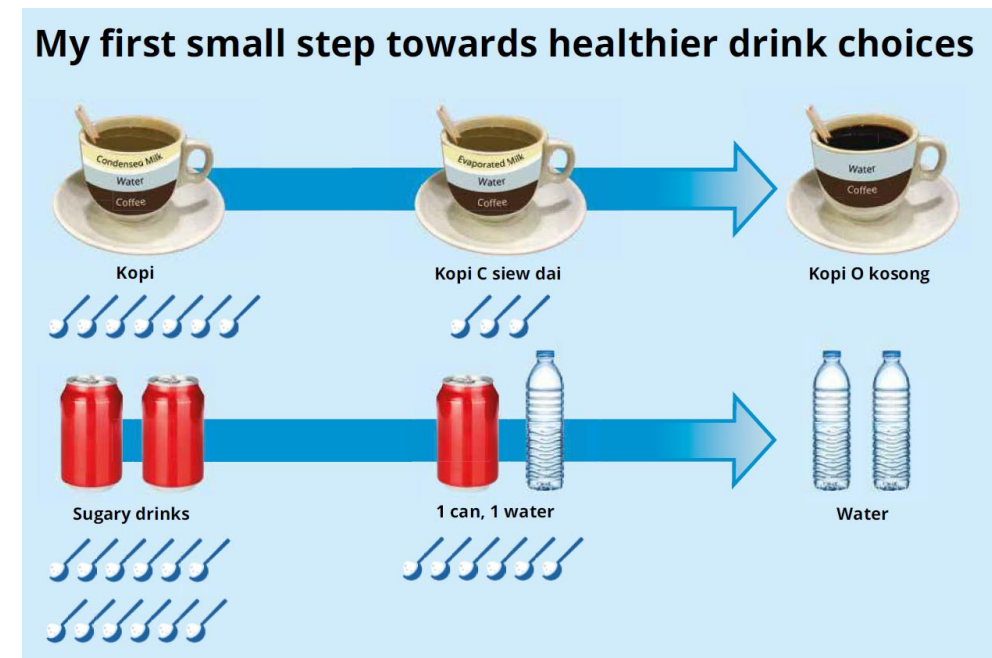 My first small step towards healthier drink choices
Condensed Milk
Water
Coffee
Evaporated Milk
Water
Coffee
Water
Coffee
Kopi
Kopi C siew dai
Kopi O kosong
Sugary drinks
1 can, 1 water
Water